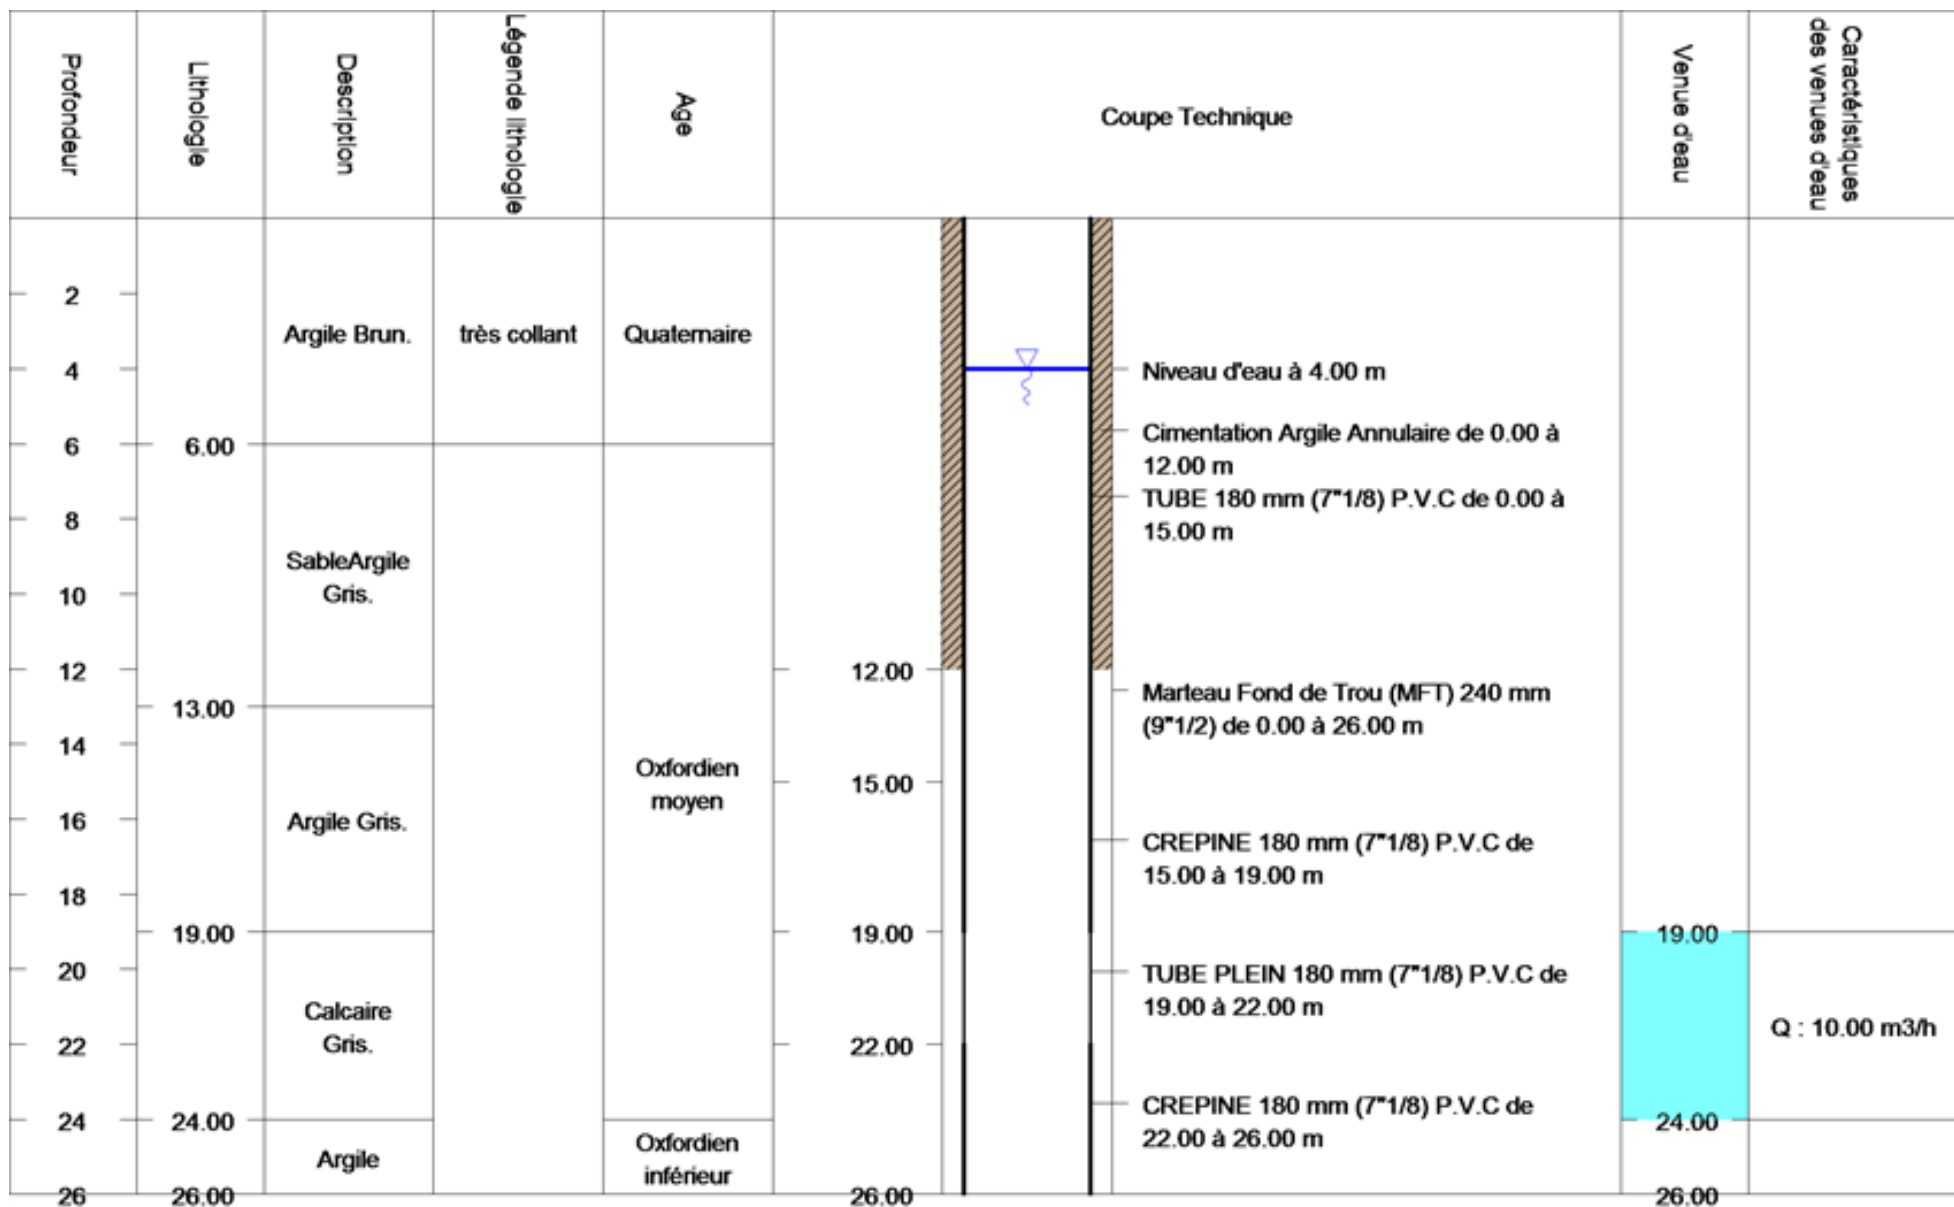 Profondeur
Lithologie
Description
Légende lithologie
Age
Coupe Technique
Venue d'eau
Caractéristiques
des venues d'eau
2
4
6
8
10
12
14
16
18
20
22
24
26
6.00
13.00
19.00
24.00
26.00
Argile Brun.
SableArgile
Gris.
Argile Gris.
Calcaire
Gris.
Argile
très collant
Quaternaire
Oxfordien
moyen
Oxfordien
inférieur
12.00
15.00
19.00
22.00
26.00
Niveau d'eau à 4.00 m
Cimentation Argile Annulaire de 0.00 à
12.00 m
TUBE 180 mm (7"1/8) P.V.C de 0.00 à
15.00 m
Marteau Fond de Trou (MFT) 240 mm
(9"1/2) de 0.00 à 26.00 m
CREPINE 180 mm (7"1/8) P.V.C de
15.00 à 19.00 m
TUBE PLEIN 180 mm (7"1/8) P.V.C de
19.00 à 22.00 m
CREPINE 180 mm (7"1/8) P.V.C de
22.00 à 26.00 m
19.00
24.00
26.00
Q : 10.00 m3/h